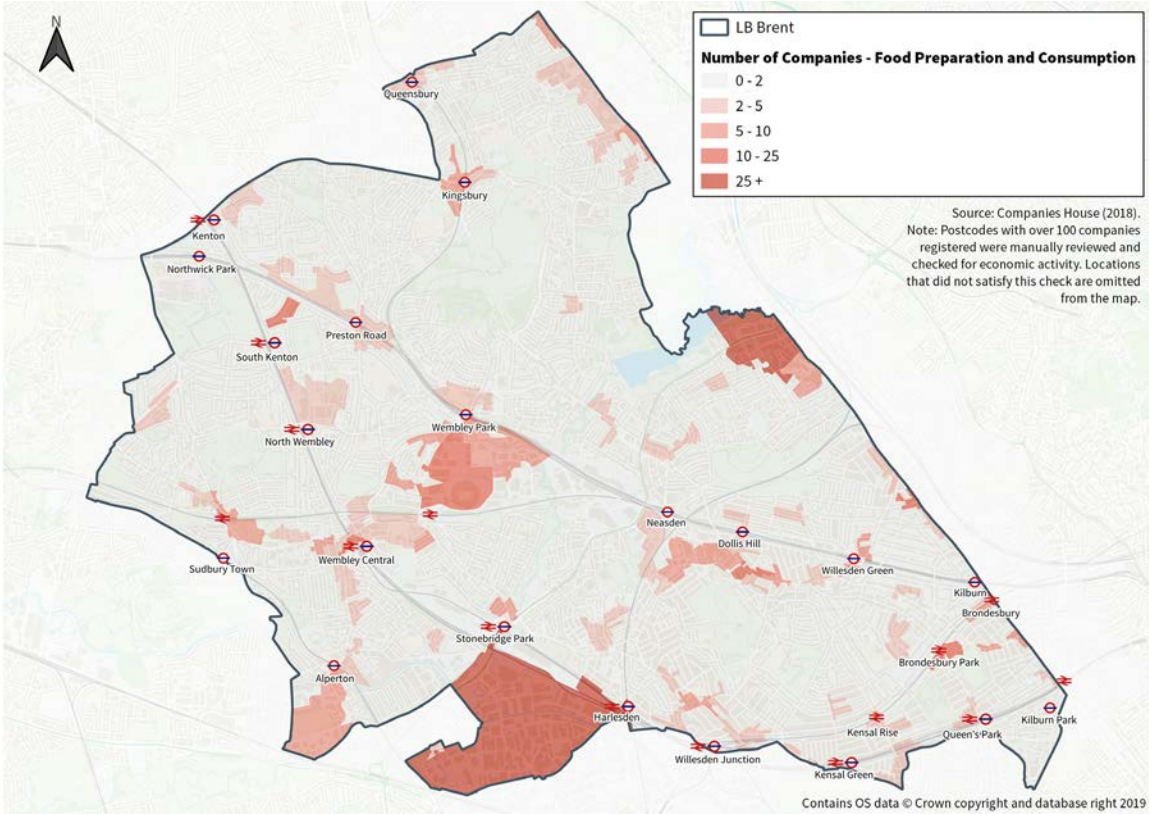 N
LB Brent
Number of Companies - Food Preparation and Consumption
0 - 2
2 - 5
5 - 10
10 - 25
25 +
Source: Companies House (2018).
Note: Postcodes with over 100 companies
registered were manually reviewed and
checked for economic activity. Locations
that did not satisfy this check are omitted
from the map.
Queensbury
Kingsbury
Kenton
Northwick Park
Preston Road
South Kenton
Wembley Park
North Wembley
Neasden
Dollis Hill
Wembley Central
Sudbury Town
Willesden Green
Kilburn
Brondesbury
Stonebridge Park
Brondesbury Park
Alperton
Harlesden
Kilburn Park
Kensal Rise
Queen's Park
Willesden Junction
Kensal Green
Contains OS data © Crown copyright and database right 2019